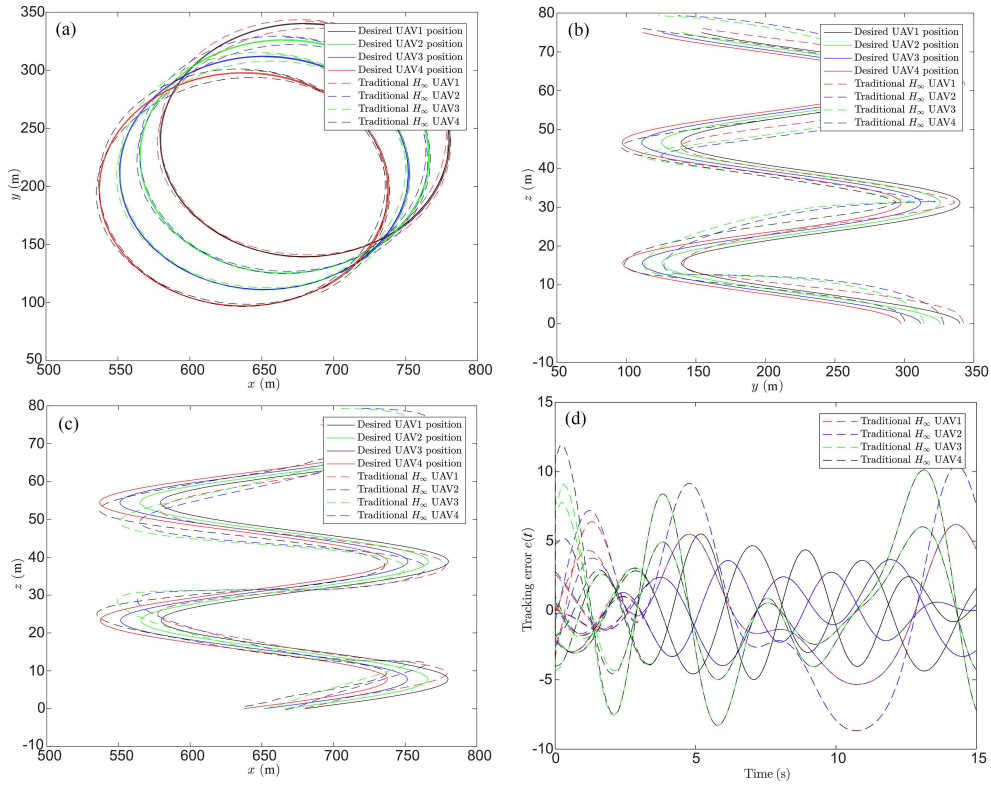 (a)
Desired UAV1 position
Desired UAV2 position
Desired UAV3 position
Desired UAV4 position
Traditional H∞ UAV1
Traditional H∞ UAV2
Traditional H∞ UAV3
Traditional H∞ UAV4
y (m)
400
350
300
250
200
150
100
50
500 550 600 650 700 750 800
x (m)
(b)
Desired UAV1 position
Desired UAV2 position
Desired UAV3 position
Desired UAV4 position
Traditional H∞ UAV1
Traditional H∞ UAV2
Traditional H∞ UAV3
Traditional H∞ UAV4
z (m)
80
70
60
50
40
30
20
10
0
-10
50 100 150 200 250 300 350
y (m)
(c)
Desired UAV1 position
Desired UAV2 position
Desired UAV3 position
Desired UAV4 position
Traditional H∞ UAV1
Traditional H∞ UAV2
Traditional H∞ UAV3
Traditional H∞ UAV4
z (m)
80
70
60
50
40
30
20
10
0
-10
500 550 600 650 700 750 800
x (m)
(d)
Traditional H∞ UAV1
Traditional H∞ UAV2
Traditional H∞ UAV3
Traditional H∞ UAV4
Tracking error e(t)
15
10
5
0
-5
-10
0 5 10 15
Time (s)